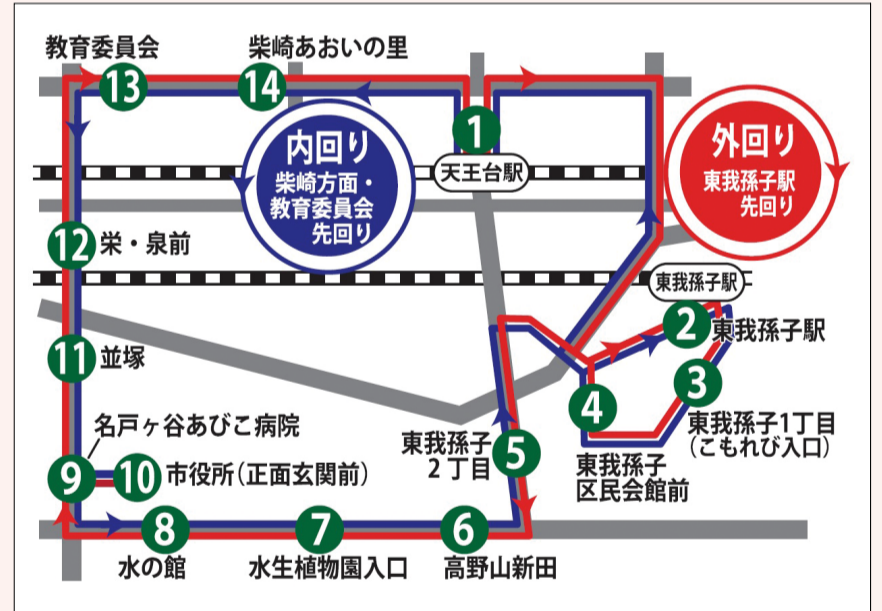 教育委員会
柴崎あおいの里
13
14
1
天王台駅
内回り
柴崎方面・
教育委員会
先回り
外回り
東我孫子駅
先回り
12
栄・泉前
東我孫子駅
2
東我孫子駅
11
並塚
3
東我孫子1丁目
(こもれび入口)
4
東我孫子
区民会館前
名戸ヶ谷あびこ病院
9
10
市役所(正面玄関前)
東我孫子
2丁目
5
8
7
6
水の館
水生植物園入口
高野山新田